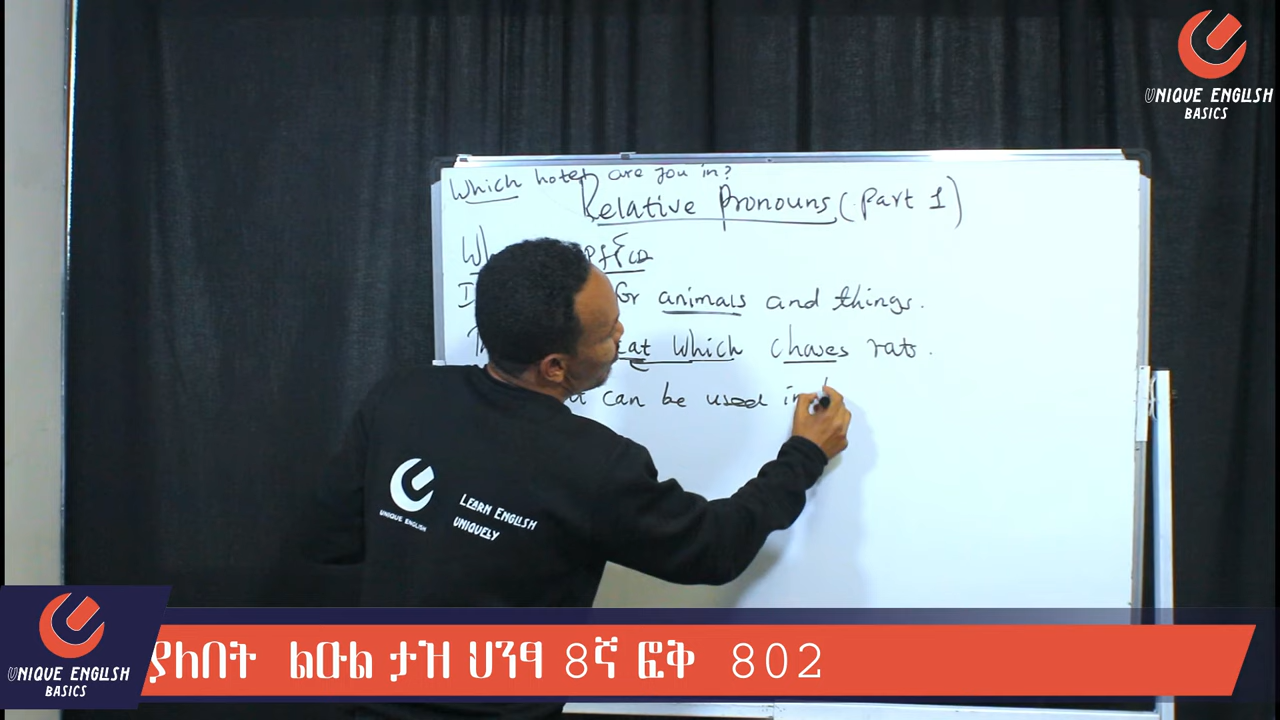 UNIQUE ENGLISH
BASICS
Which hotel are you in?
Relative Pronouns (Part 1)
Wh
for animals and things.
cat which chases rats.
can be used in
UNIQUE ENGLISH
LEARN ENGLISH
UNIQUELY
UNIQUE ENGLISH
BASICS
ያለበት ልዑል ታዝ ህንፃ 8ኛ ፎቅ 802